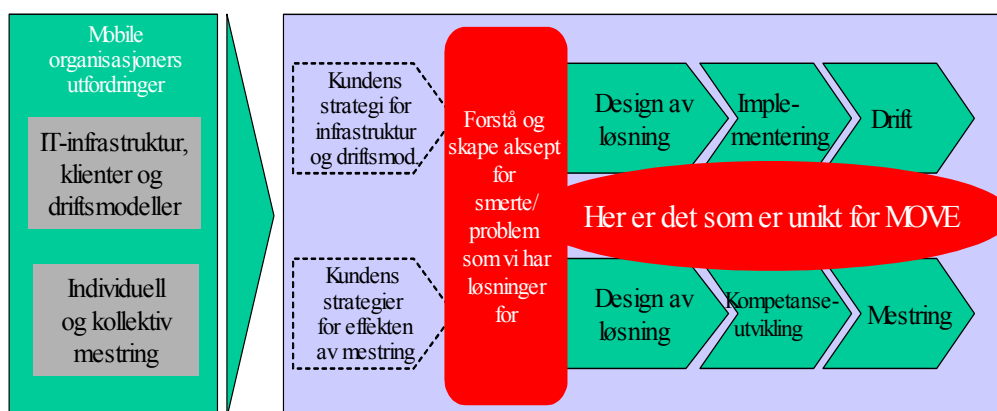 Mobile
organisasjoners
utfordringer
IT-infrastruktur,
klienter og
driftsmodeller
Individuell
og kollektiv
mestring
Kundens
strategi for
infrastruktur
og driftsmod.
Kundens
strategier
for effekten
av mestring
Forstå og
skape aksept
for
smerte/
problem
som vi har
løsninger
for
Design av
løsning
Imple-
mentering
Drift
Her er det som er unikt for MOVE
Design av
løsning
Kompetanse-
utvikling
Mestring